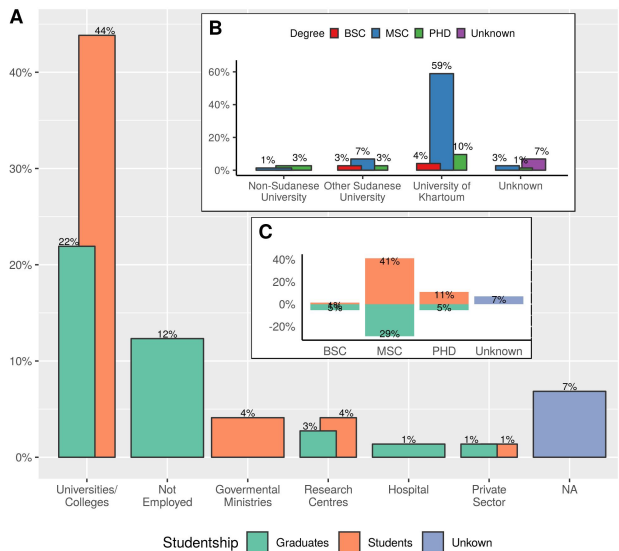 A
44%
40%
30%
22%
20%
12%
10%
7%
4%
3%
4%
1%
1%
1%
0%
Universities/
Colleges
Not
Employed
Govermental
Ministries
Research
Centres
Hospital
Private
Sector
NA
B
Degree BSC MSC PHD Unknown
60%
40%
20%
0%
1%
3%
3%
7%
3%
4%
59%
10%
3%
1%
7%
Non-Sudanese
University
Other Sudanese
University
University of
Khartoum
Unknown
C
40%
20%
0%
-20%
1%
5%
41%
29%
11%
5%
7%
BSC MSC PHD Unknown
Studentship Graduates Students Unkown